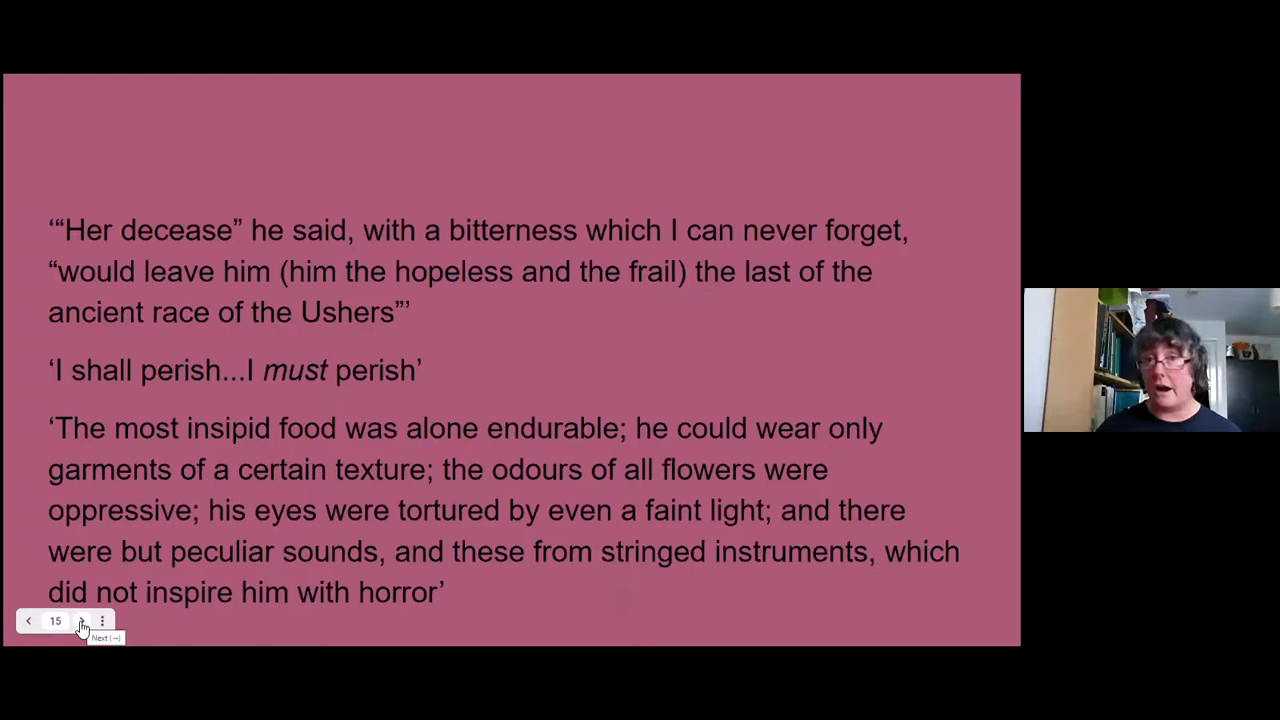 ‘“Her decease” he said, with a bitterness which I can never forget,
“would leave him (him the hopeless and the frail) the last of the
ancient race of the Ushers”’
‘I shall perish...I must perish’
‘The most insipid food was alone endurable; he could wear only
garments of a certain texture; the odours of all flowers were
oppressive; his eyes were tortured by even a faint light; and there
were but peculiar sounds, and these from stringed instruments, which
did not inspire him with horror’
15
Next (→)